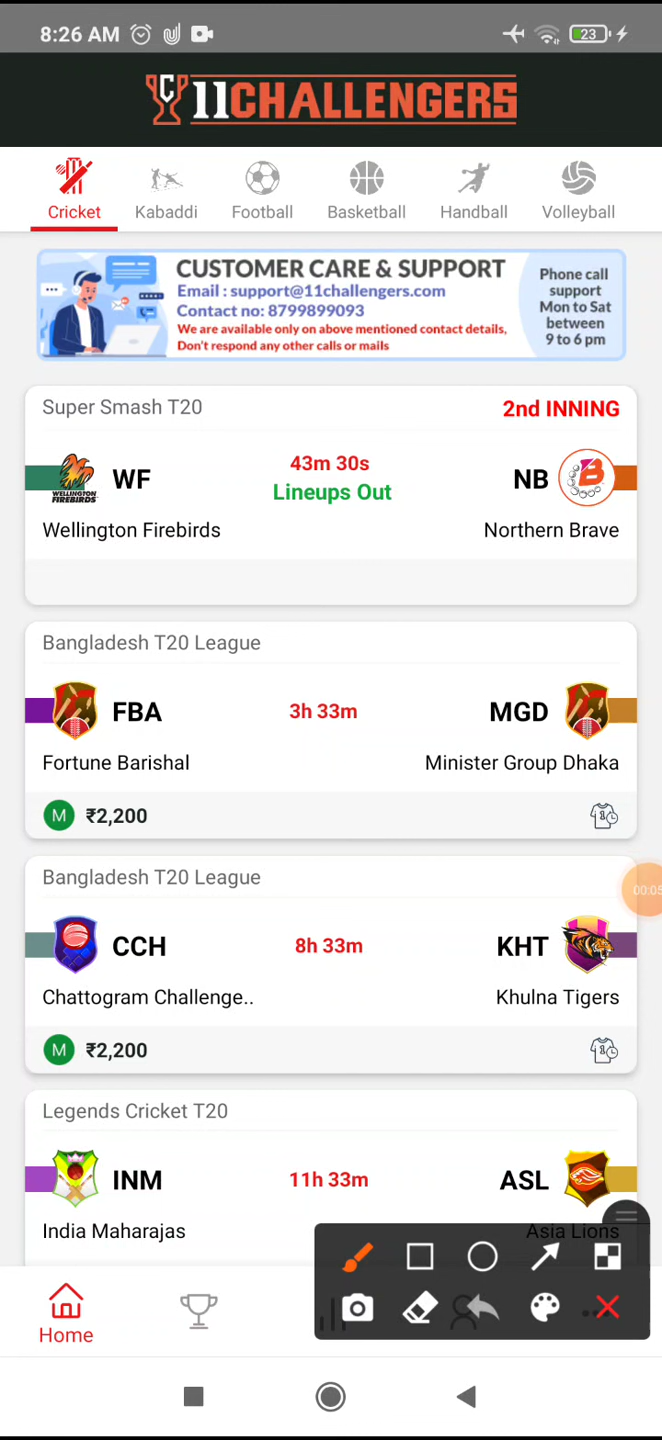 8:26 AM
23
11CHALLENGERS
Cricket Kabaddi Football Basketball Handball Volleyball
CUSTOMER CARE & SUPPORT
Email : support@11challengers.com
Contact no: 8799899093
We are available only on above mentioned contact details,
Don't respond any other calls or mails
Phone call
support
Mon to Sat
between
9 to 6 pm
Super Smash T20
2nd INNING
WF
43m 30s
Lineups Out
NB
WELLINGTON
FIREBIRDS
Wellington Firebirds
Northern Brave
Bangladesh T20 League
FBA
3h 33m
MGD
Fortune Barishal
Minister Group Dhaka
M ₹2,200
Bangladesh T20 League
00:05
CCH
8h 33m
KHT
Chattogram Challenge..
Khulna Tigers
M ₹2,200
Legends Cricket T20
INM
11h 33m
ASL
India Maharajas
Asia Lions
Home